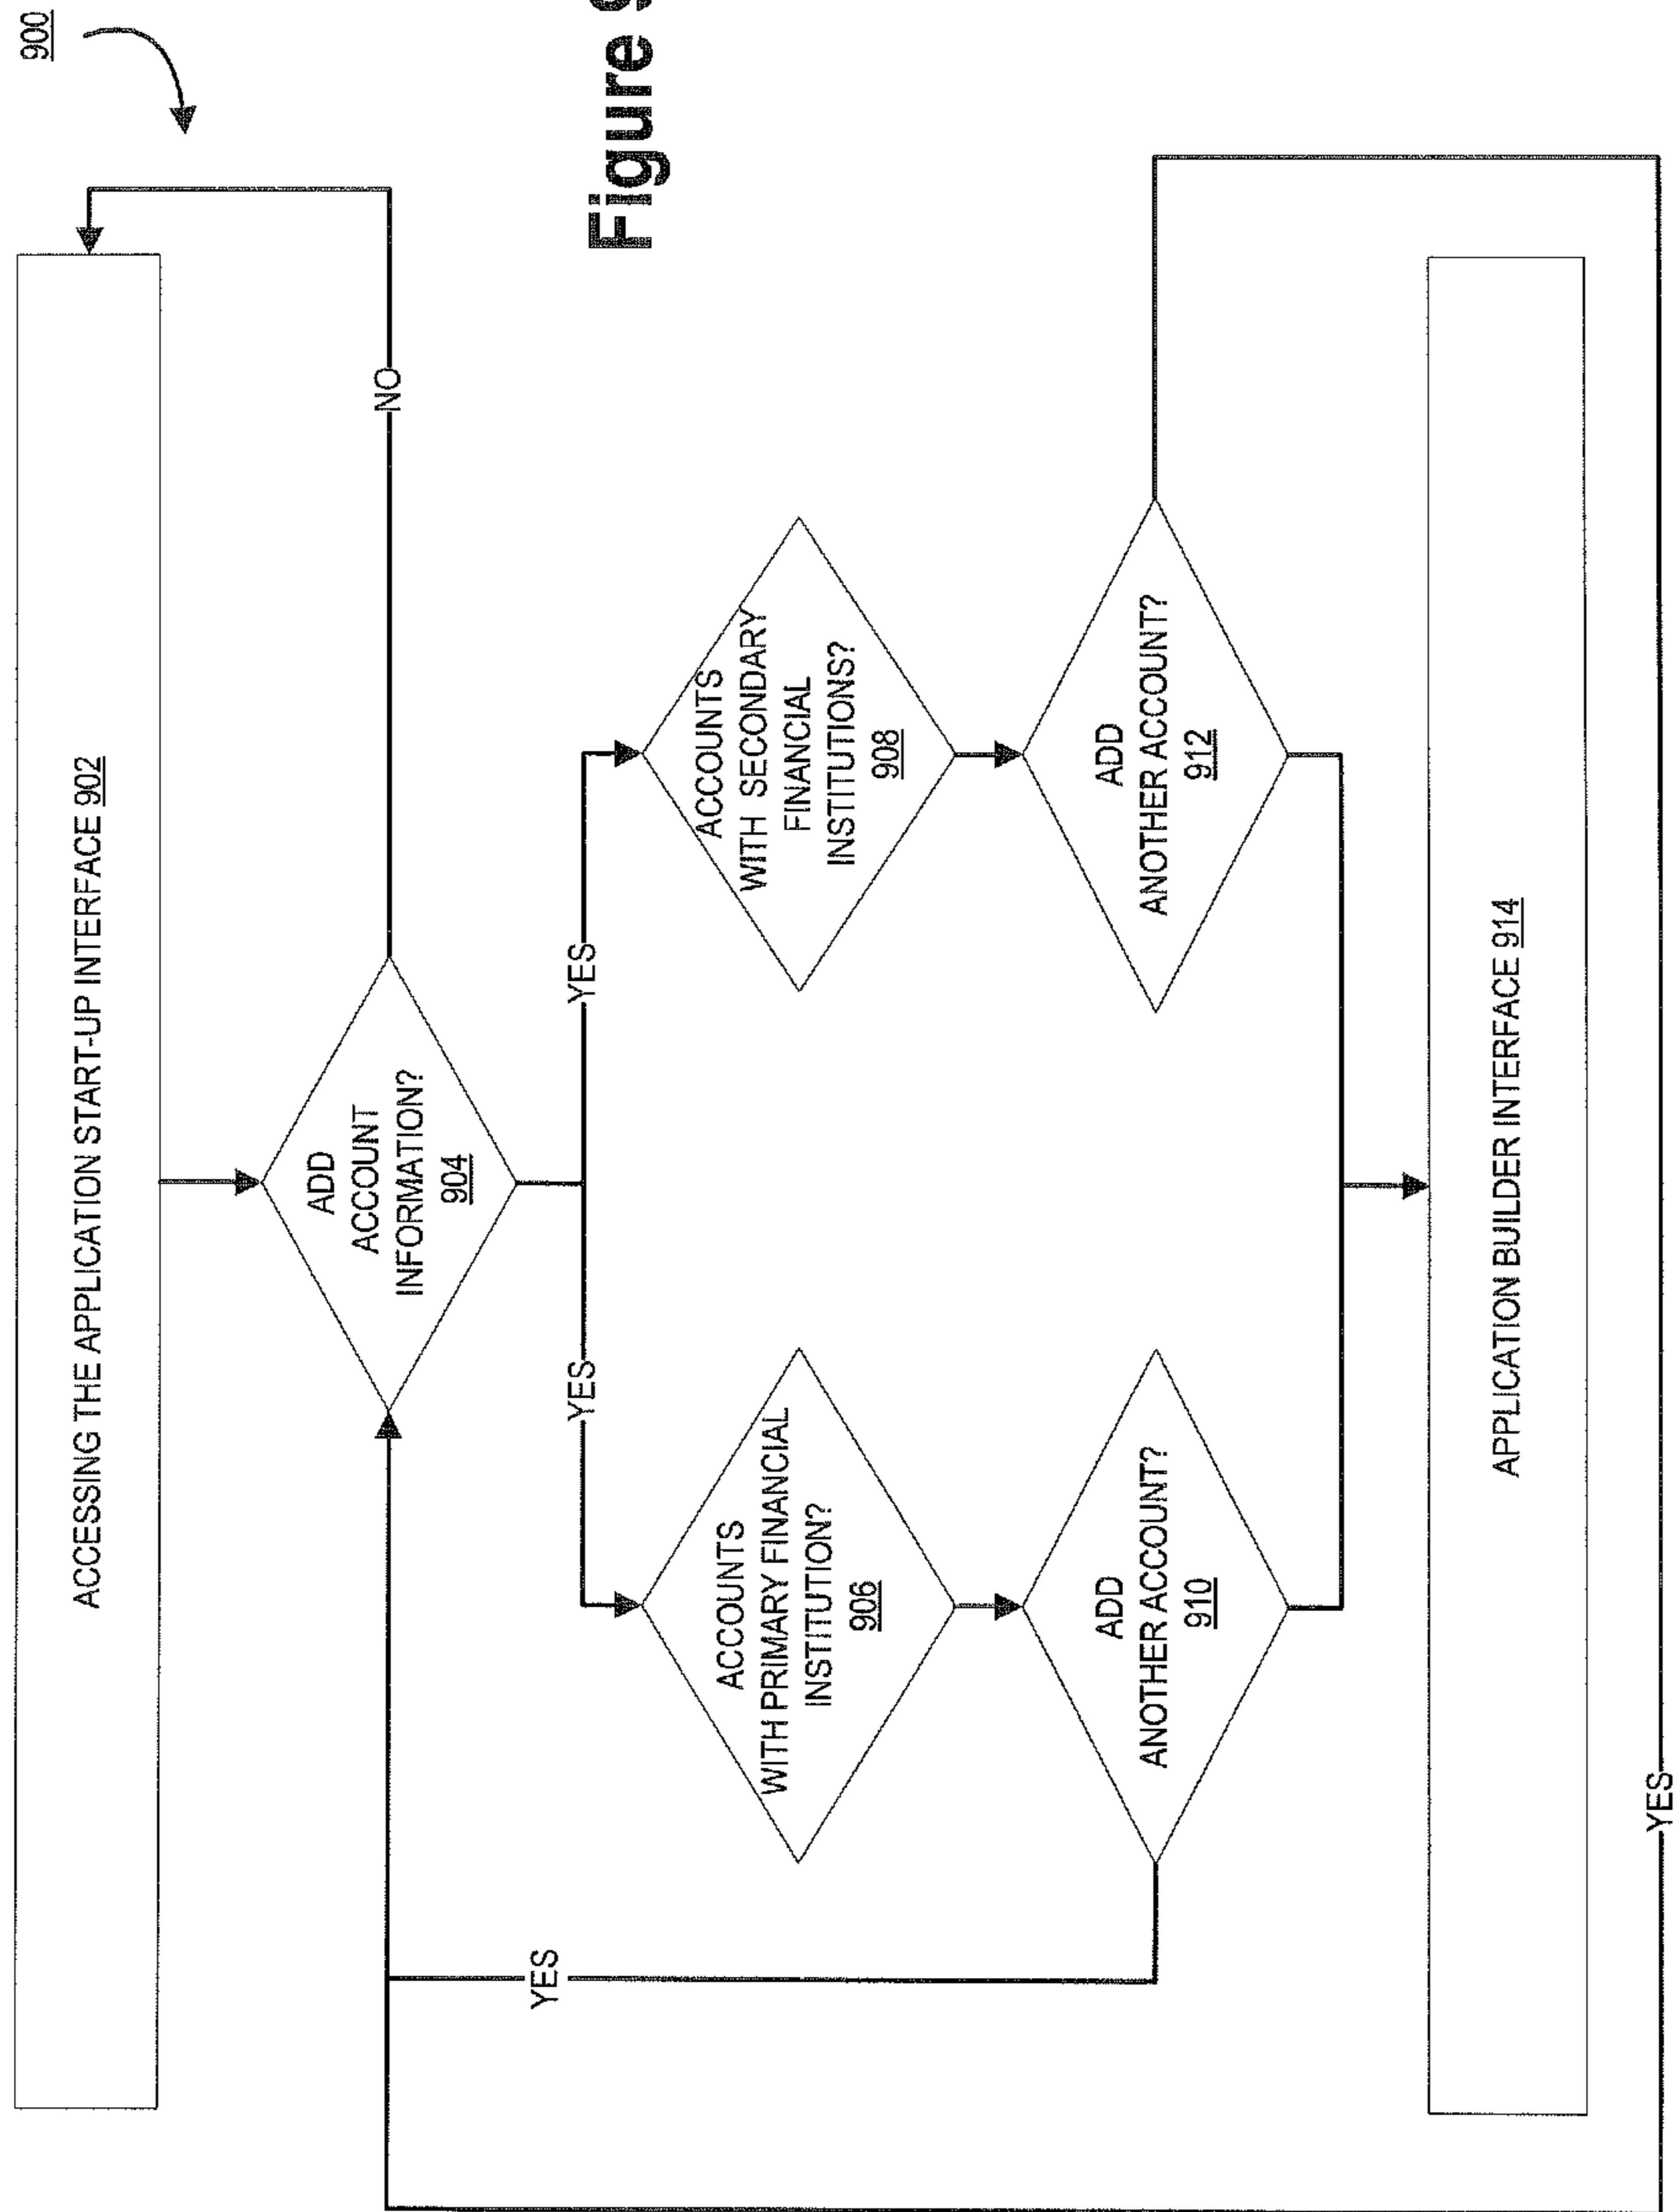 900
ACCESSING THE APPLICATION START-UP INTERFACE 902
ADD
ACCOUNT
INFORMATION?
904
NO
YES
YES
ACCOUNTS
WITH PRIMARY FINANCIAL
INSTITUTION?
906
ACCOUNTS
WITH SECONDARY
FINANCIAL
INSTITUTIONS?
908
YES
ADD
ANOTHER ACCOUNT?
910
ADD
ANOTHER ACCOUNT?
912
APPLICATION BUILDER INTERFACE 914
YES
Figure 9